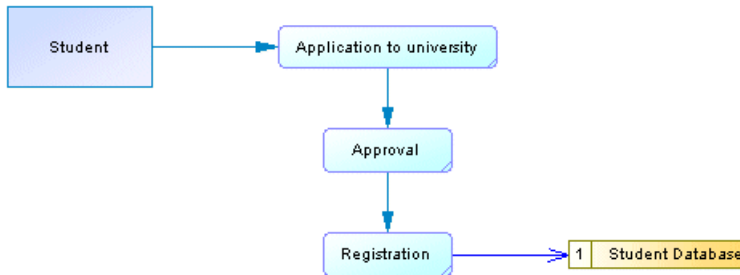 Student
Application to university
Approval
Registration
1 Student Database